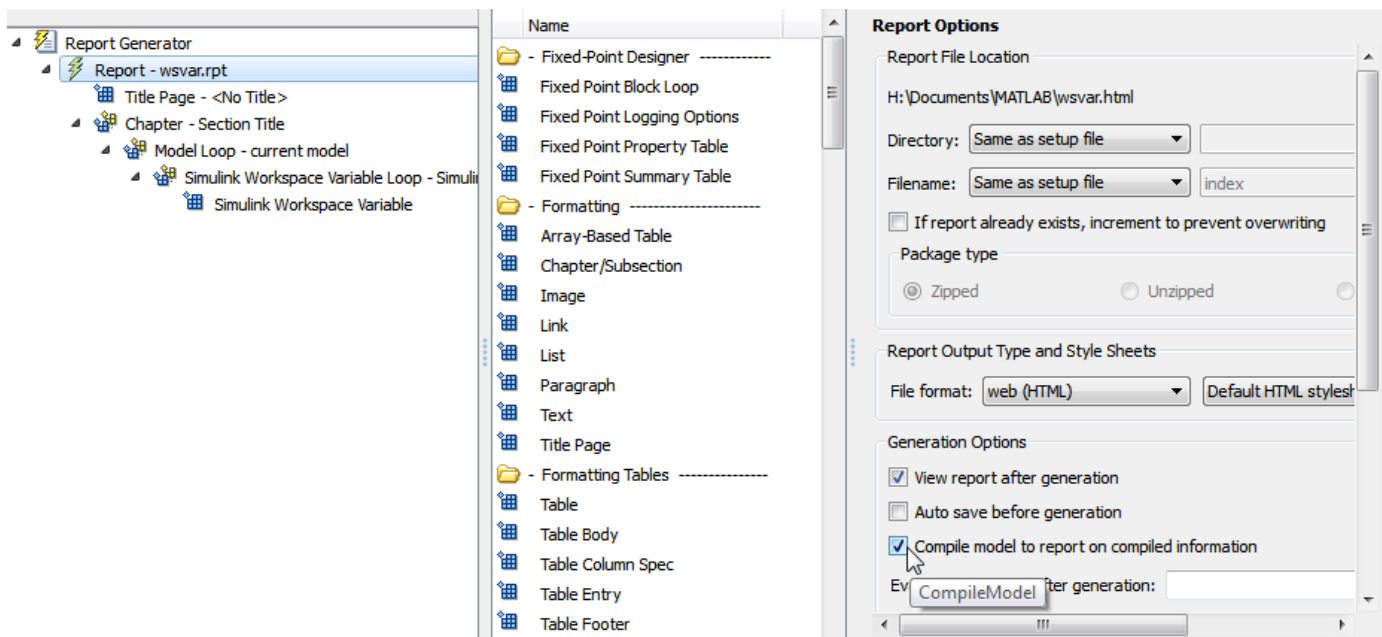 Report Generator
Report - wsvar.rpt
Title Page - <No Title>
Chapter - Section Title
Model Loop - current model
Simulink Workspace Variable Loop - Simulin
Simulink Workspace Variable
Name
- Fixed-Point Designer ------------
Fixed Point Block Loop
Fixed Point Logging Options
Fixed Point Property Table
Fixed Point Summary Table
- Formatting ----------------------
Array-Based Table
Chapter/Subsection
Image
Link
List
Paragraph
Text
Title Page
- Formatting Tables ---------------
Table
Table Body
Table Column Spec
Table Entry
Table Footer
Report Options
Report File Location
H:\Documents\MATLAB\wsvar.html
Directory: Same as setup file
Filename: Same as setup file index
If report already exists, increment to prevent overwriting
Package type
Zipped Unzipped
Report Output Type and Style Sheets
File format: web (HTML) Default HTML stylesh
Generation Options
View report after generation
Auto save before generation
Compile model to report on compiled information
Ev CompileModel ter generation: